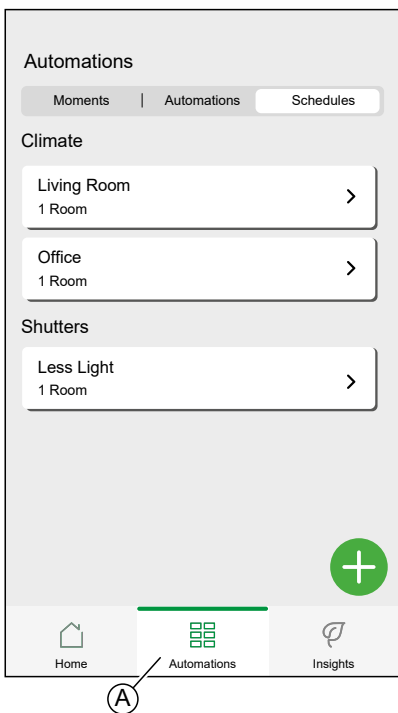 Automations
Moments | Automations Schedules
Climate
Living Room
1 Room
Office
1 Room
Shutters
Less Light
1 Room
Home Automations Insights
A